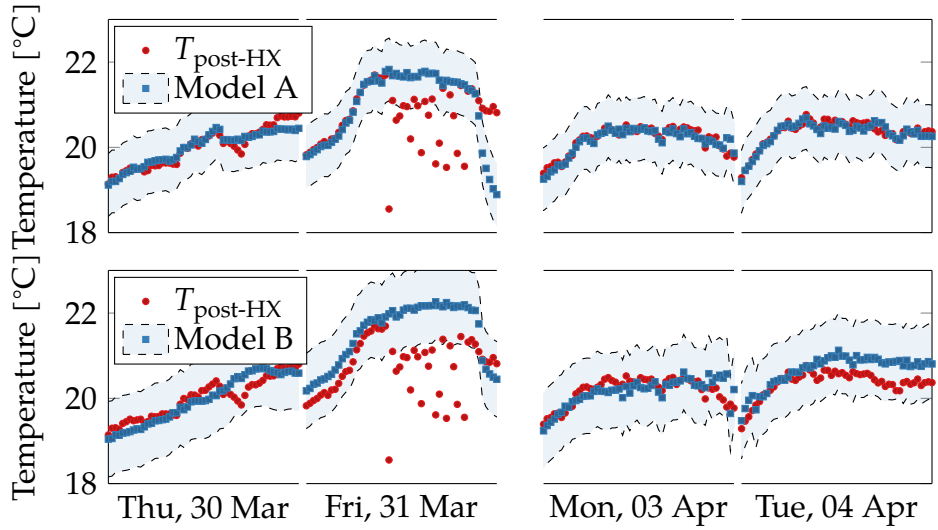 Temperature [°C]
22
20
18
T_post-HX
Model A
Temperature [°C]
22
20
18
T_post-HX
Model B
Thu, 30 Mar Fri, 31 Mar Mon, 03 Apr Tue, 04 Apr